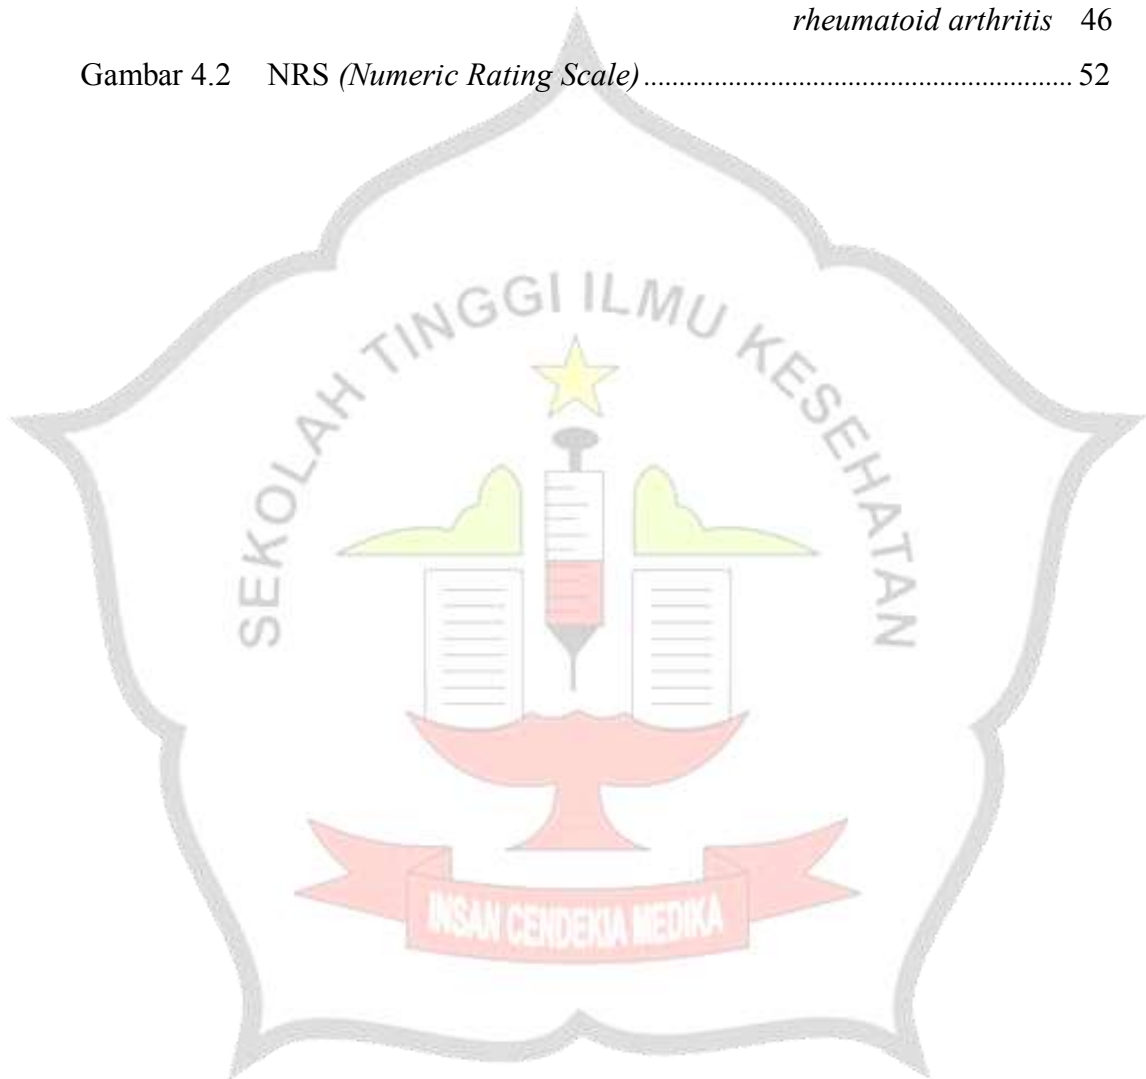 rheumatoid arthritis 46
Gambar 4.2 NRS (Numeric Rating Scale) ........................................................ 52
SEKOLAH TINGGI ILMU KESEHATAN
INSAN CENDEKIA MEDIKA